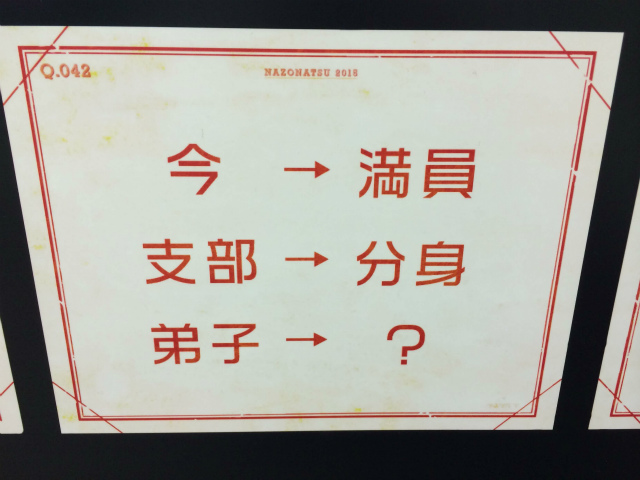 Q.042
NAZONATSU 2018
今 → 満員
支部 → 分身
弟子 → ?